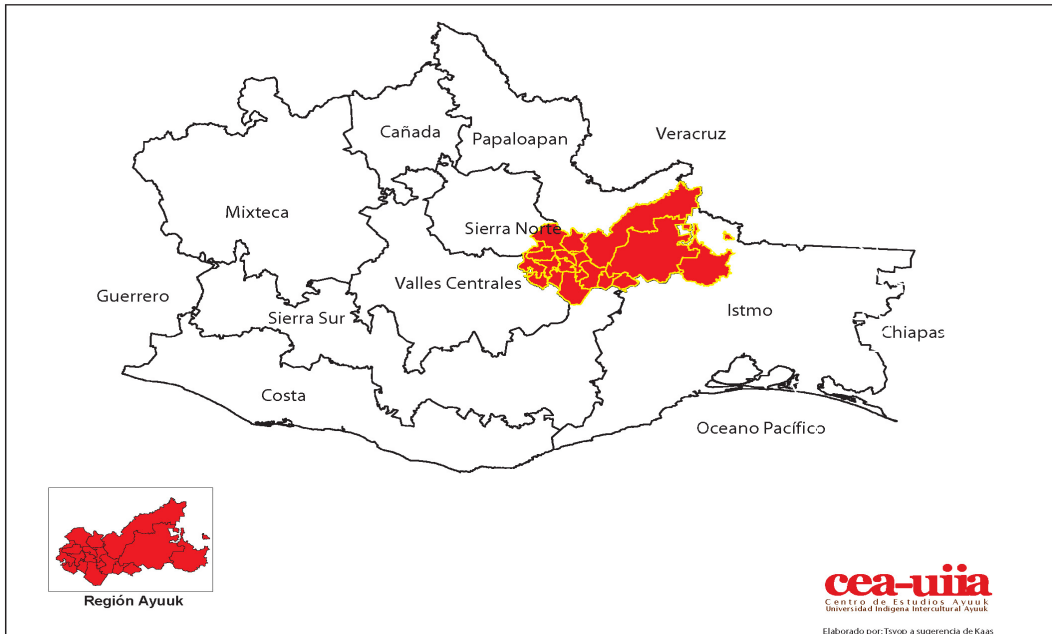 Cañada
Papaloapan
Veracruz
Mixteca
Sierra Norte
Valles Centrales
Guerrero
Sierra Sur
Istmo
Chiapas
Costa
Oceano Pacífico
Región Ayuuk
cea-uiia
Centro de Estudios Ayuuk
Universidad Indígena Intercultural Ayuuk
Elaborado por: Tsyop a sugerencia de Kaas